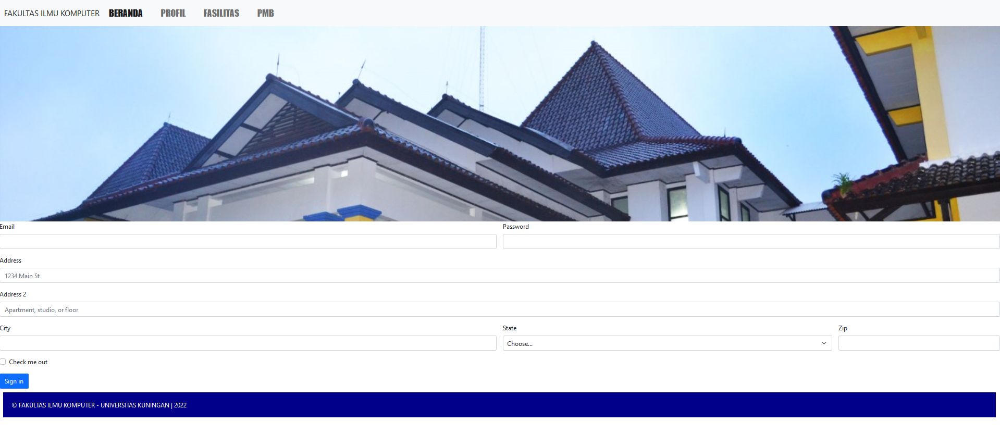 FAKULTAS ILMU KOMPUTER BERANDA PROFIL FASILITAS PMB
Email Password
Address
1234 Main St
Address 2
Apartment, studio, or floor
City State Zip
Choose...
Check me out
Sign in
© FAKULTAS ILMU KOMPUTER - UNIVERSITAS KUNINGAN | 2022